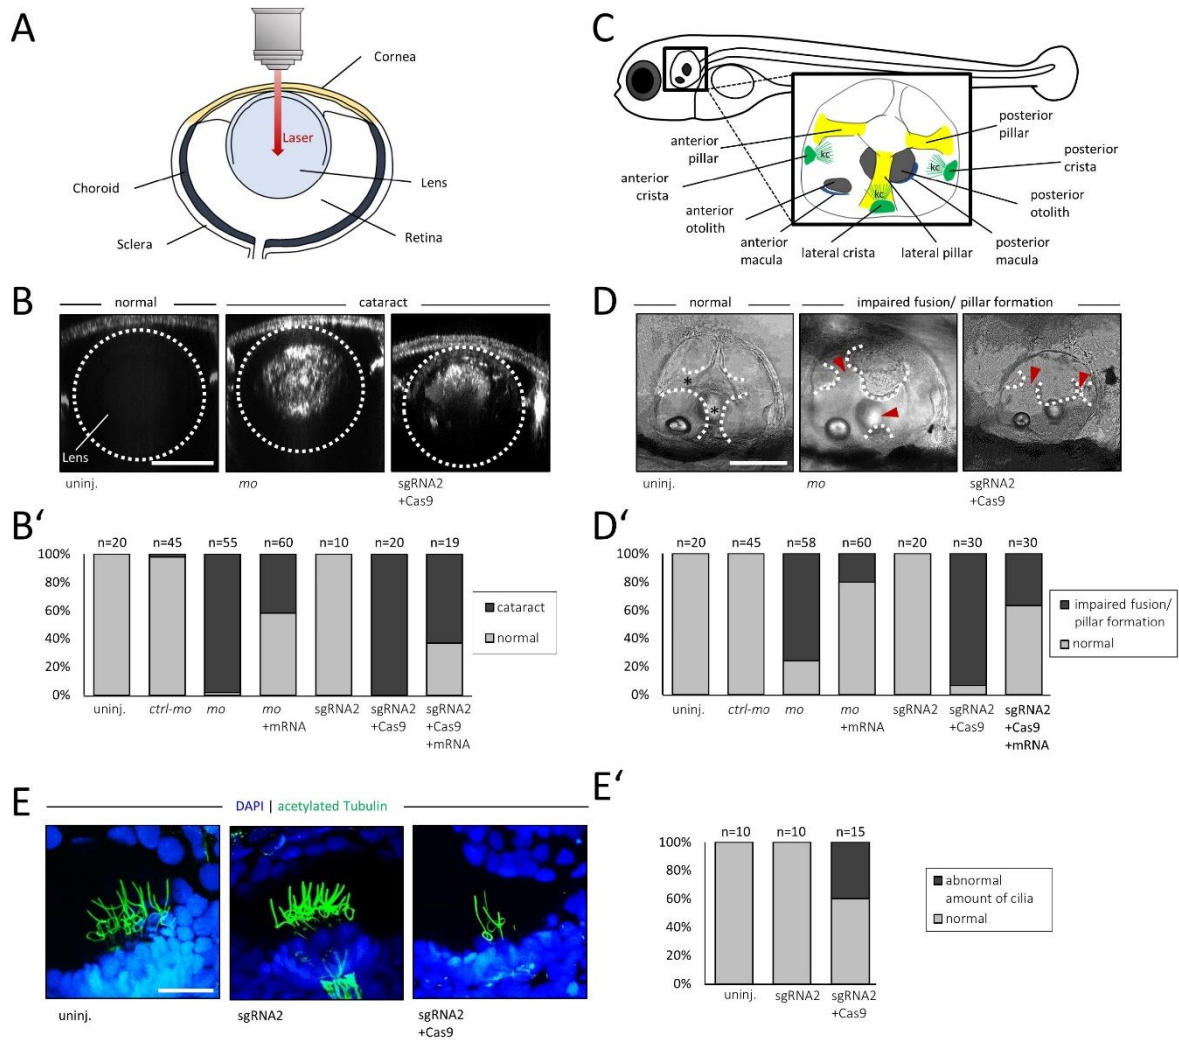 A
Cornea
Laser
Choroid
Lens
Sclera
Retina
C
anterior
pillar
posterior
pillar
anterior
crista
kc
kc
kc
posterior
crista
anterior
otolith
posterior
otolith
anterior
macula
lateral crista
lateral pillar
posterior
macula
B
normal
cataract
Lens
uninj.
mo
sgRNA2
+Cas9
D
normal
impaired fusion/ pillar formation
*
*
uninj.
mo
sgRNA2
+Cas9
B'
n=20 n=45 n=55 n=60 n=10 n=20 n=19
100%
80%
60%
40%
20%
0%
cataract
normal
uninj. ctrl-mo mo mo sgRNA2 sgRNA2 sgRNA2
+mRNA +Cas9 +Cas9
+mRNA
D'
n=20 n=45 n=58 n=60 n=20 n=30 n=30
100%
80%
60%
40%
20%
0%
impaired fusion/
pillar formation
normal
uninj. ctrl-mo mo mo sgRNA2 sgRNA2 sgRNA2
+mRNA +Cas9 +Cas9
+mRNA
E
DAPI | acetylated Tubulin
uninj.
sgRNA2
sgRNA2
+Cas9
E'
n=10 n=10 n=15
100%
80%
60%
40%
20%
0%
abnormal
amount of cilia
normal
uninj. sgRNA2 sgRNA2
+Cas9